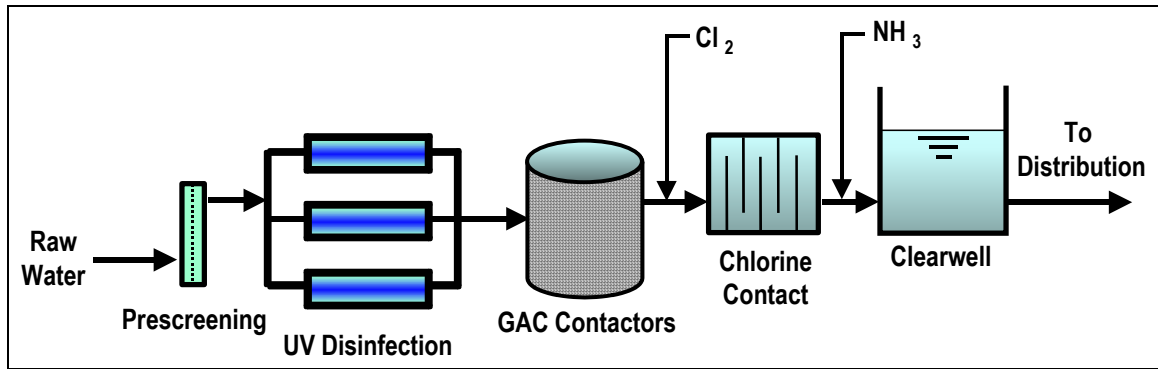 Raw
Water
Prescreening
UV Disinfection
GAC Contactors
Cl 2
Chlorine
Contact
NH 3
Clearwell
To
Distribution